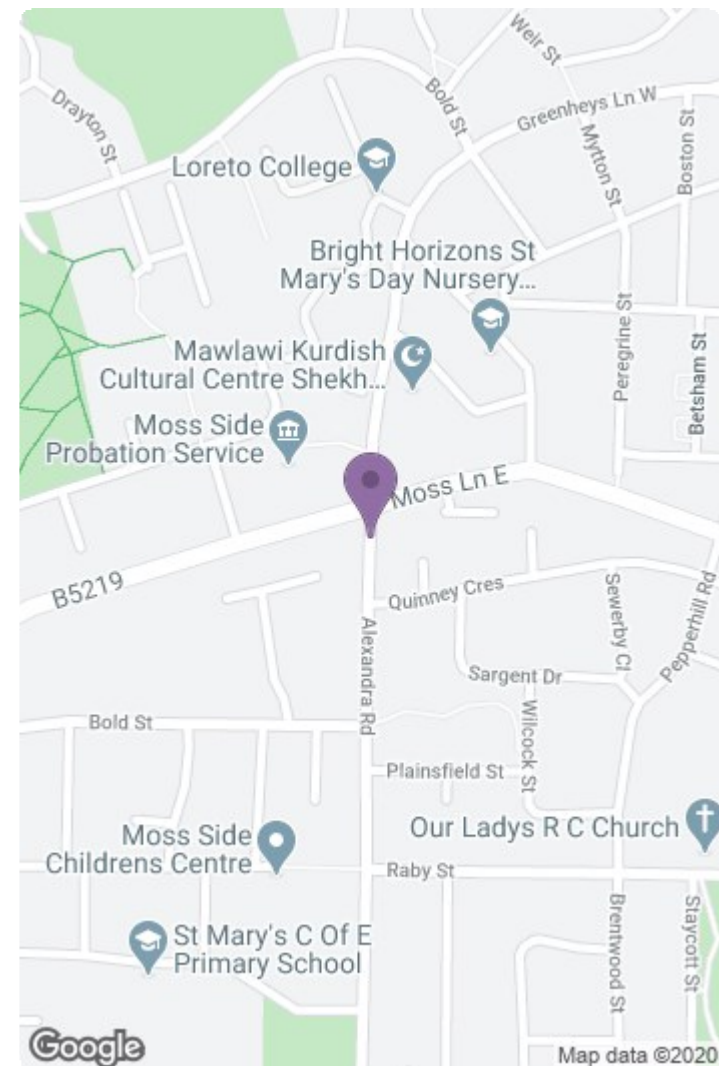 Weir St
Bold St
Greenheys Ln W
Drayton St
Mytton St
Boston St
Loreto College
Bright Horizons St
Mary's Day Nursery...
Peregrine St
Betsham St
Mawlawi Kurdish
Cultural Centre Shekh...
Moss Side
Probation Service
Moss Ln E
B5219
Quinney Cres
Sewerby Cl
Pepperhill Rd
Alexandra Rd
Sargent Dr
Wilcock St
Bold St
Plainsfield St
Moss Side
Childrens Centre
Our Ladys R C Church
Raby St
Brentwood St
Staycott St
St Mary's C Of E
Primary School
Google
Map data ©2020